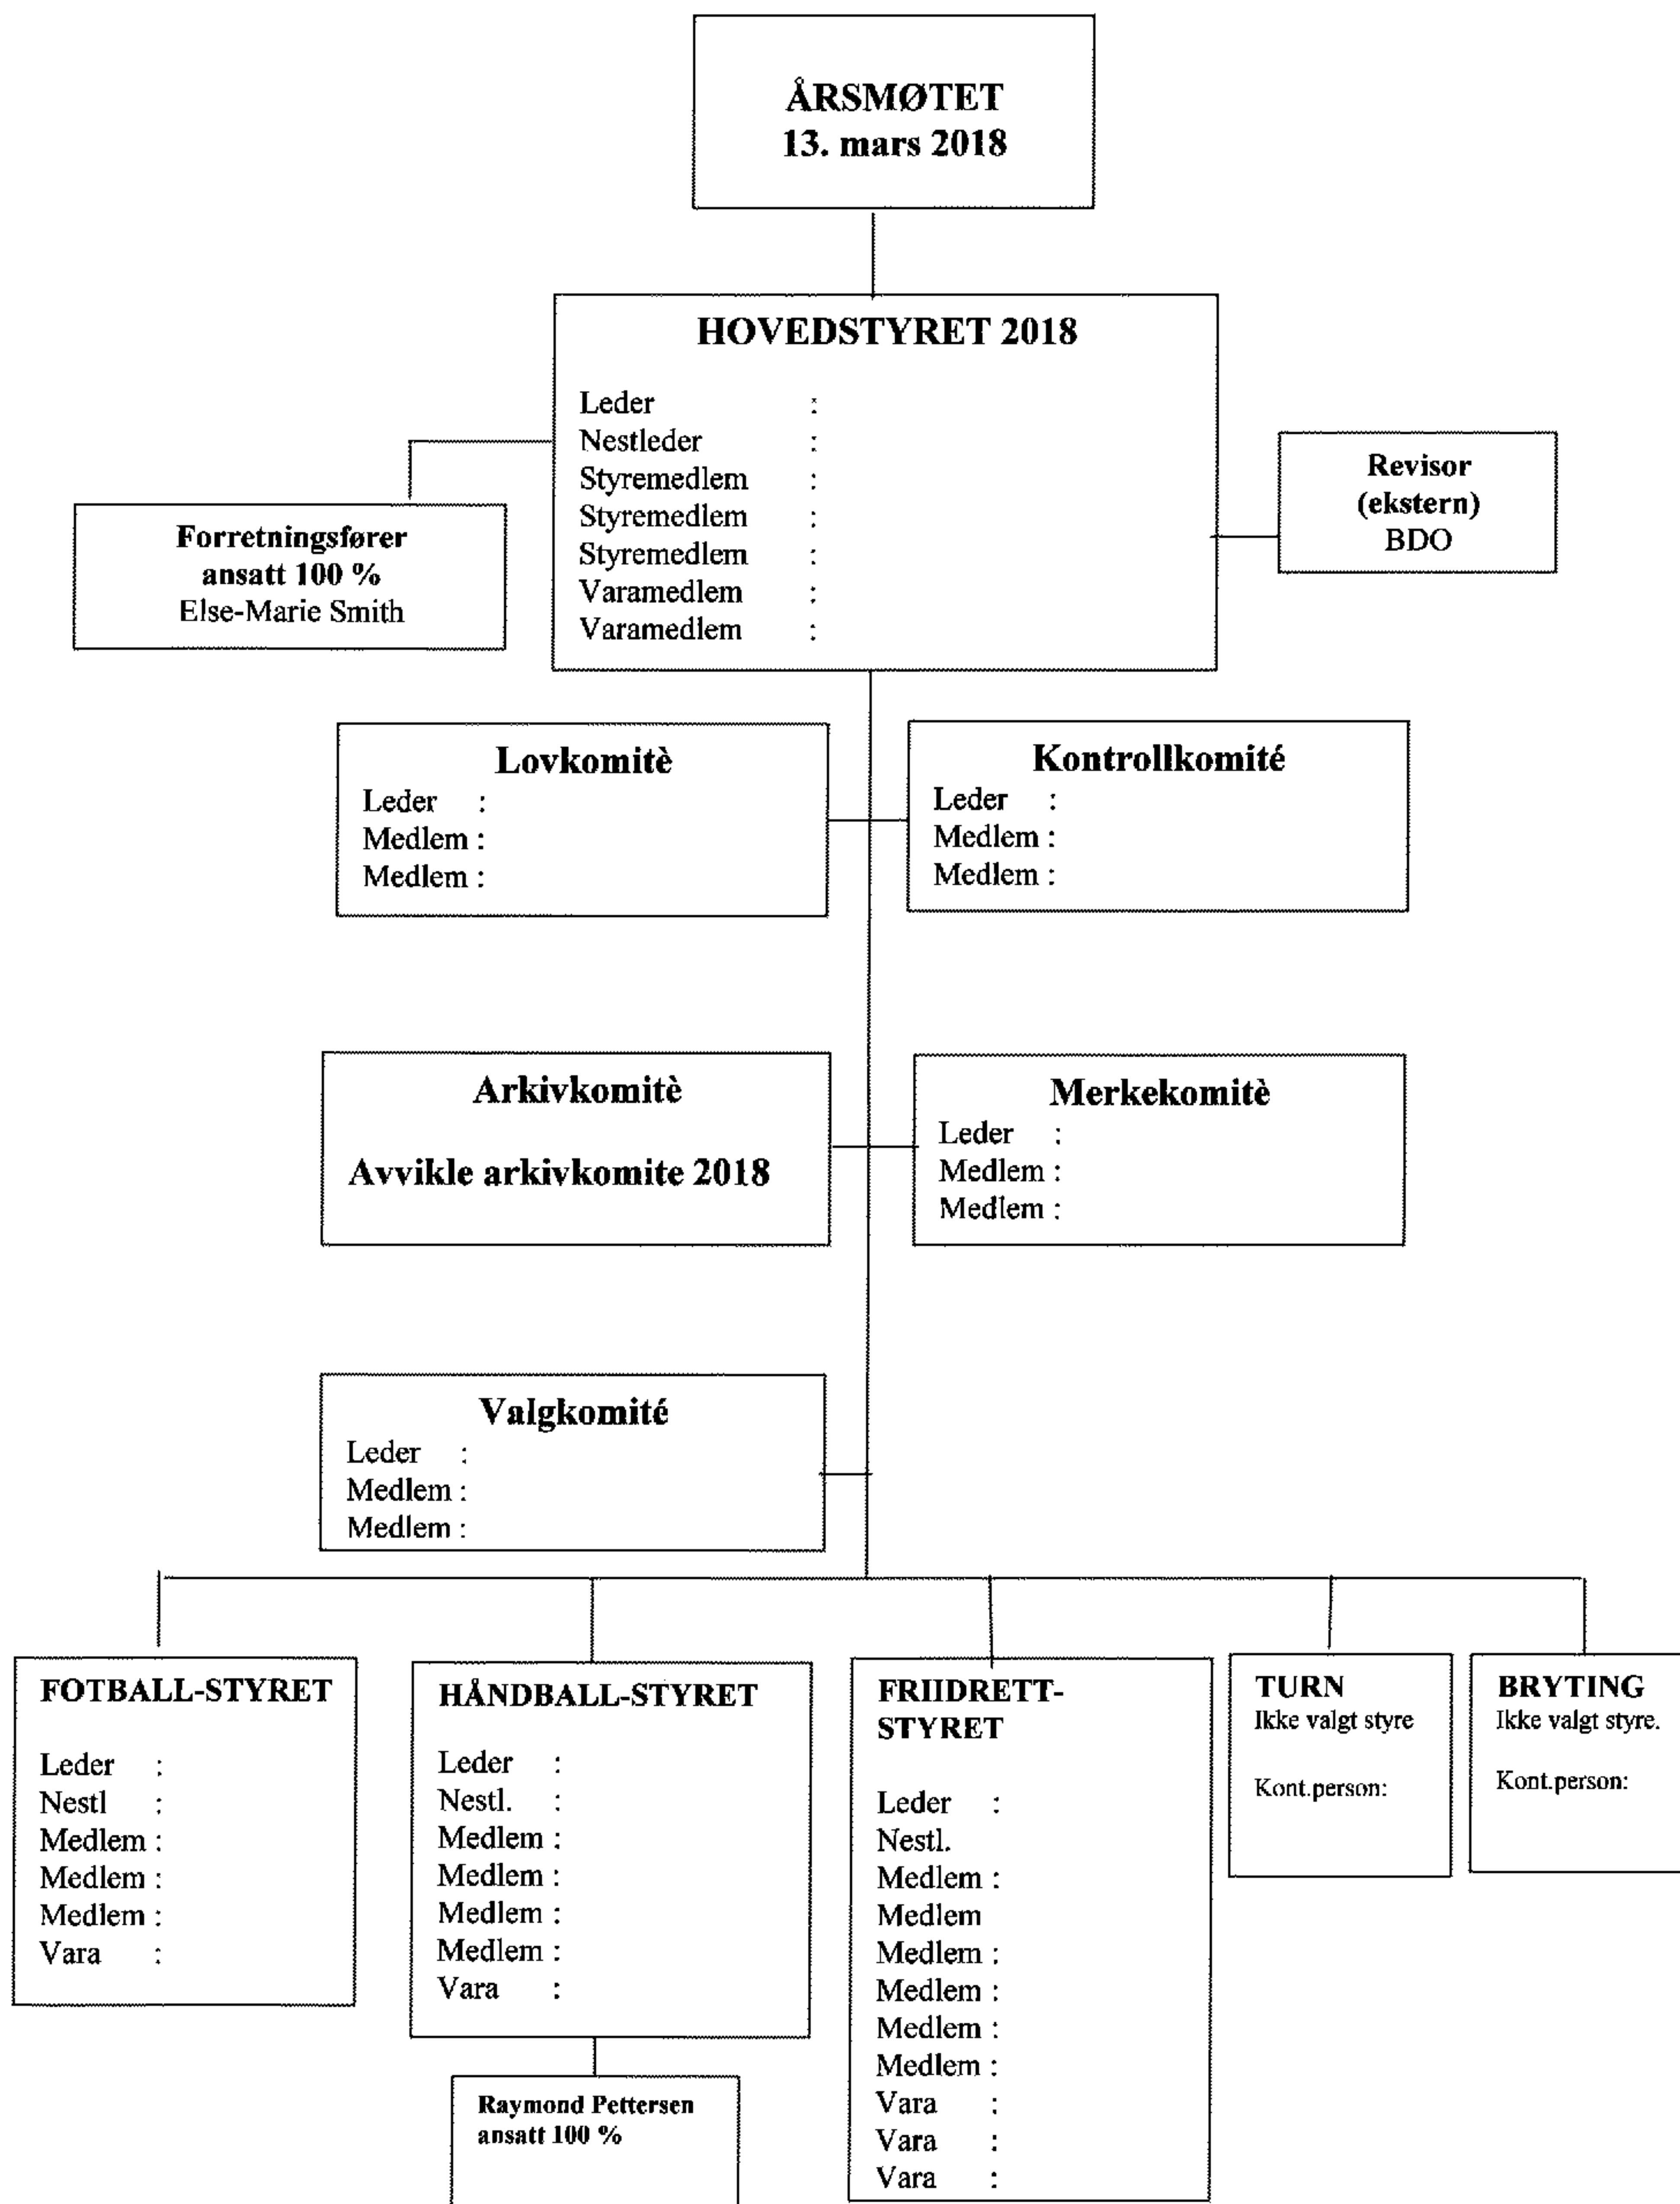 ÅRSMØTET
13. mars 2018
HOVEDSTYRET 2018
Leder :
Nestleder :
Styremedlem :
Styremedlem :
Styremedlem :
Varamedlem :
Varamedlem :
Forretningsfører
ansatt 100 %
Else-Marie Smith
Revisor
(ekstern)
BDO
Lovkomitè
Leder :
Medlem :
Medlem :
Kontrollkomité
Leder :
Medlem :
Medlem :
Arkivkomitè
Avvikle arkivkomite 2018
Merkekomitè
Leder :
Medlem :
Medlem :
Valgkomité
Leder :
Medlem :
Medlem :
FOTBALL-STYRET
Leder :
Nestl :
Medlem :
Medlem :
Medlem :
Vara :
HÅNDBALL-STYRET
Leder :
Nestl. :
Medlem :
Medlem :
Medlem :
Medlem :
Vara :
Raymond Pettersen
ansatt 100 %
FRIIDRETT-
STYRET
Leder :
Nestl.
Medlem :
Medlem
Medlem :
Medlem :
Medlem :
Medlem :
Vara :
Vara :
Vara :
TURN
Ikke valgt styre
Kont.person:
BRYTING
Ikke valgt styre.
Kont.person: